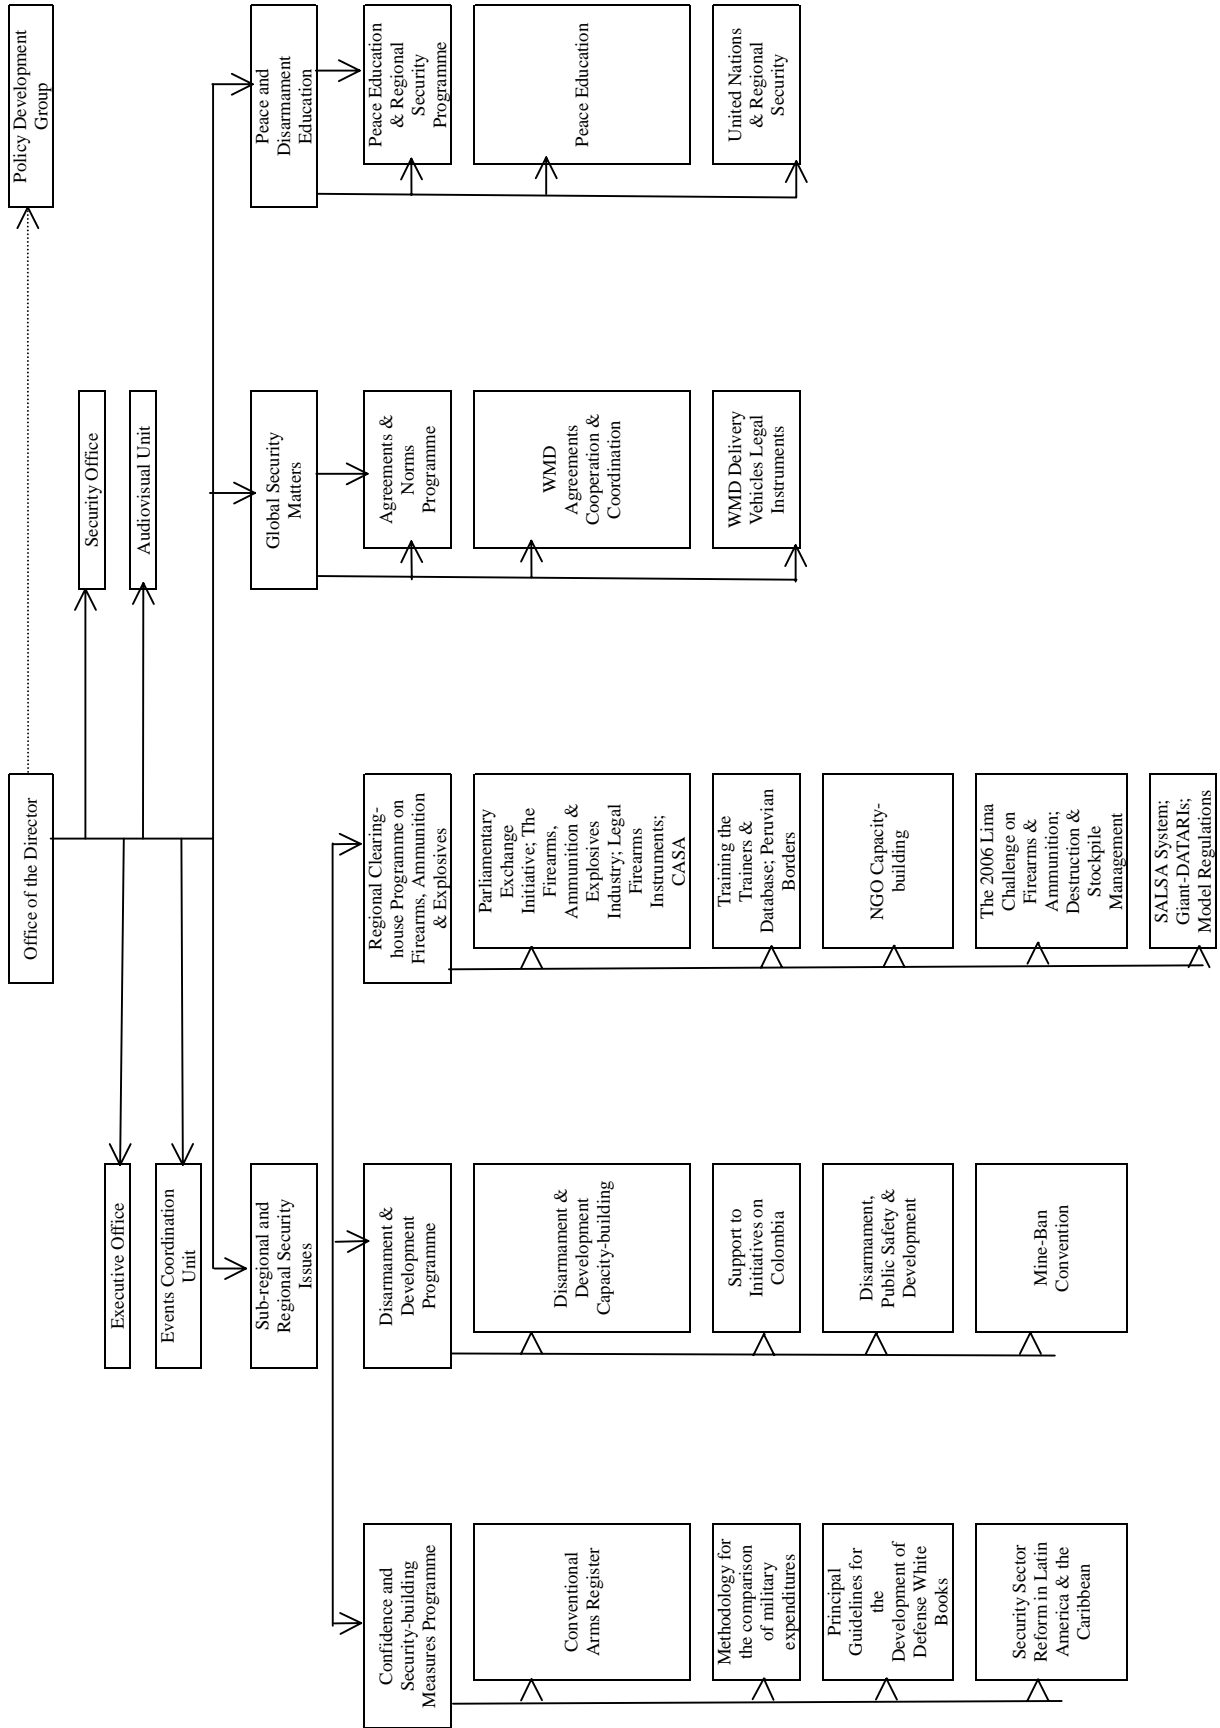 Office of the Director
Policy Development
Group
Security Office
Executive Office
Audiovisual Unit
Events Coordination
Unit
Sub-regional and
Regional Security
Issues
Global Security
Matters
Peace and
Disarmament
Education
Confidence and
Security-building
Measures Programme
Disarmament &
Development
Programme
Regional Clearing-
house Programme on
Firearms, Ammunition
& Explosives
Agreements &
Norms
Programme
Peace Education
& Regional
Security
Programme
Conventional
Arms Register
Disarmament &
Development
Capacity-building
Parliamentary
Exchange
Initiative; The
Firearms,
Ammunition &
Explosives
Industry; Legal
Firearms
Instruments;
CASA
WMD
Agreements
Cooperation &
Coordination
Peace Education
Methodology for
the comparison
of military
expenditures
Support to
Initiatives on
Colombia
Training the
Trainers &
Database; Peruvian
Borders
WMD Delivery
Vehicles Legal
Instruments
United Nations
& Regional
Security
Principal
Guidelines for
the
Development of
Defense White
Books
Disarmament,
Public Safety &
Development
NGO Capacity-
building
Security Sector
Reform in Latin
America & the
Caribbean
Mine-Ban
Convention
The 2006 Lima
Challenge on
Firearms &
Ammunition;
Destruction &
Stockpile
Management
SALSA System;
Giant-DATARIs;
Model Regulations